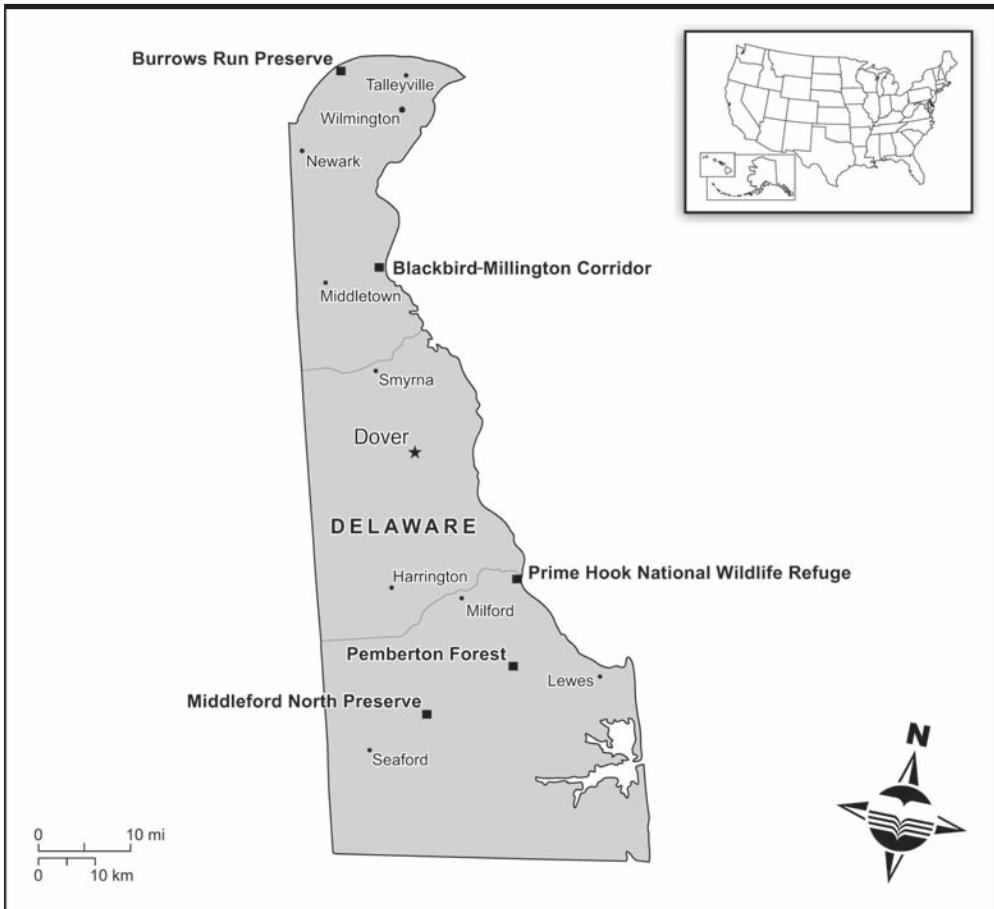 Burrows Run Preserve
Talleyville
Wilmington
Newark
Blackbird-Millington Corridor
Middletown
Smyrna
Dover
DELAWARE
Harrington
Prime Hook National Wildlife Refuge
Milford
Pemberton Forest
Lewes
Middleford North Preserve
Seaford
N
0 10 mi
0 10 km